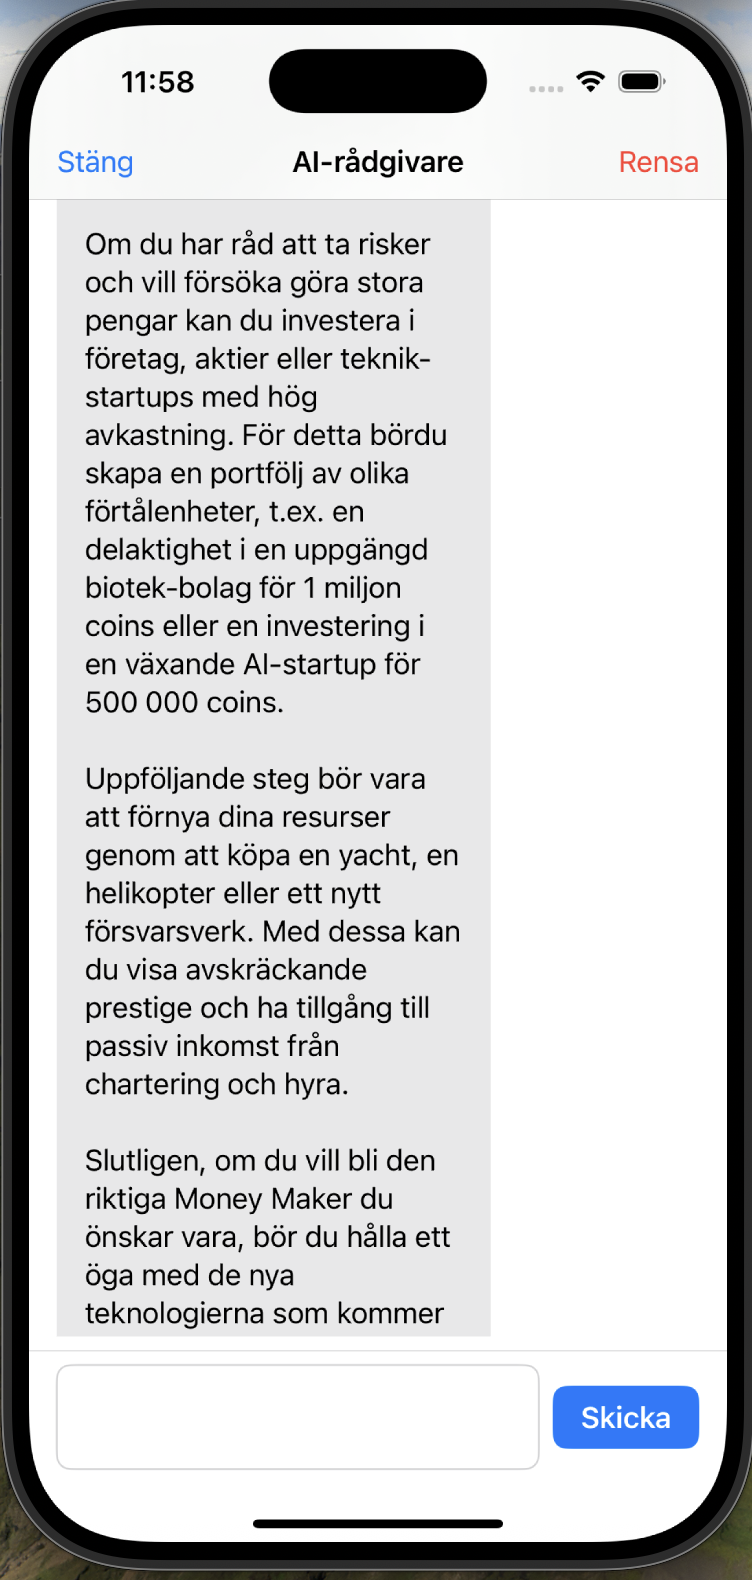 11:58
Stäng
AI-rådgivare
Rensa
Om du har råd att ta risker
och vill försöka göra stora
pengar kan du investera i
företag, aktier eller teknik-
startups med hög
avkastning. För detta bördu
skapa en portfölj av olika
förtålenheter, t.ex. en
delaktighet i en uppgängd
biotek-bolag för 1 miljon
coins eller en investering i
en växande AI-startup för
500 000 coins.
Uppföljande steg bör vara
att förnya dina resurser
genom att köpa en yacht, en
helikopter eller ett nytt
försvarsverk. Med dessa kan
du visa avskräckande
prestige och ha tillgång till
passiv inkomst från
chartering och hyra.
Slutligen, om du vill bli den
riktiga Money Maker du
önskar vara, bör du hålla ett
öga med de nya
teknologierna som kommer
Skicka